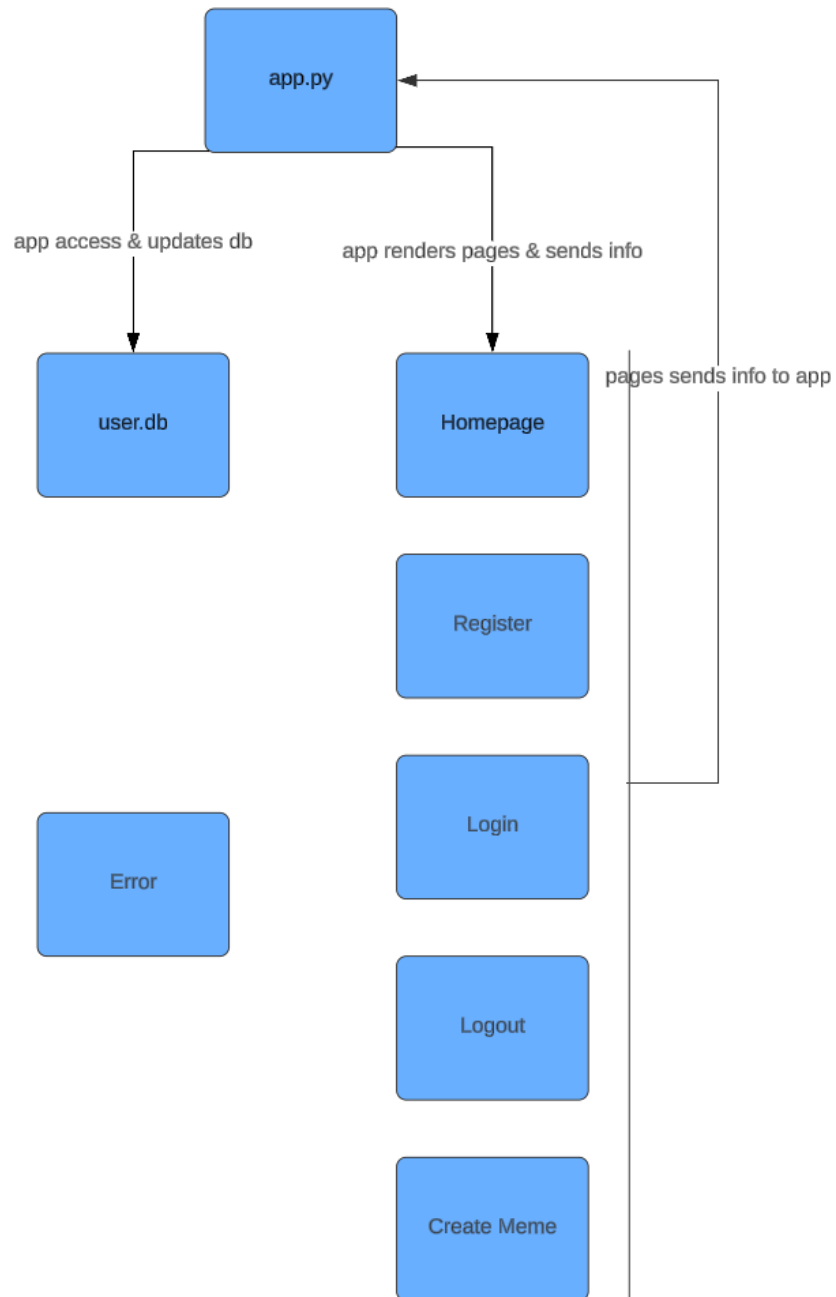 app.py
app access & updates db
app renders pages & sends info
pages sends info to app
user.db
Homepage
Register
Login
Error
Logout
Create Meme